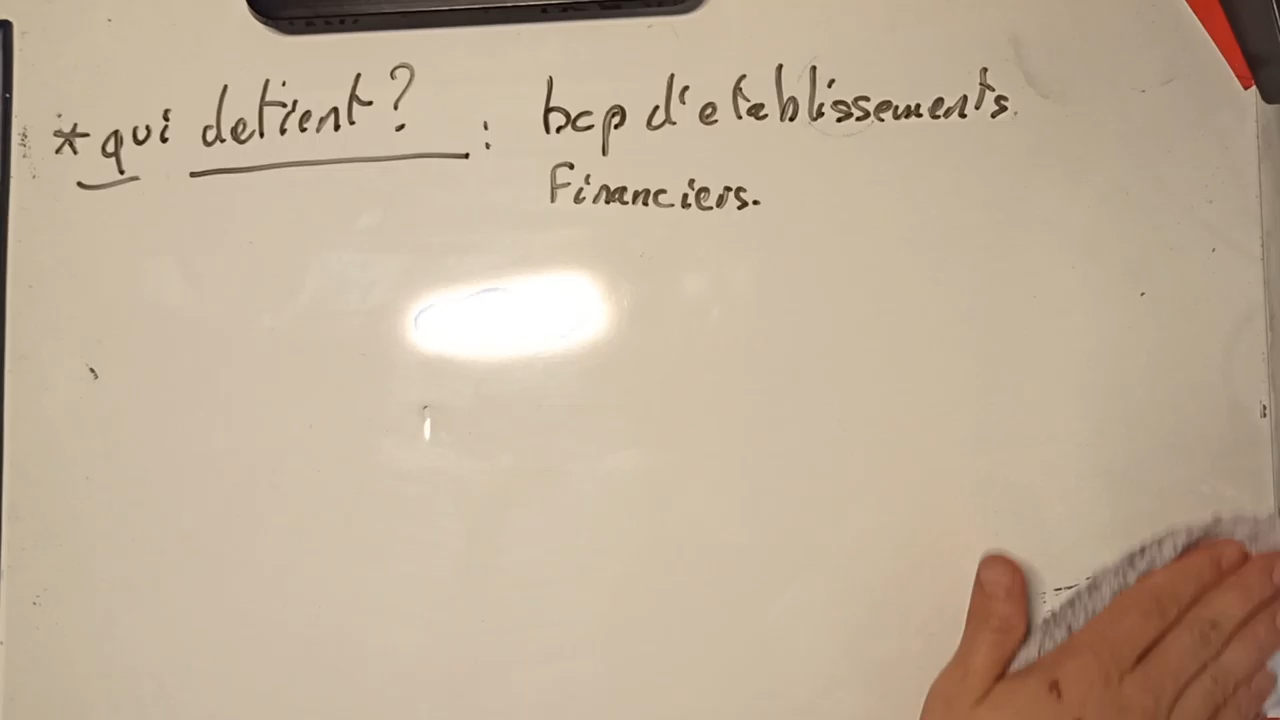 * qui detient? : bcp d'etablissements
Financiers.